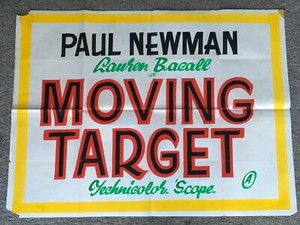 PAUL NEWMAN
Lauren Bacall
MOVING
TARGET
Technicolor. Scope.
A